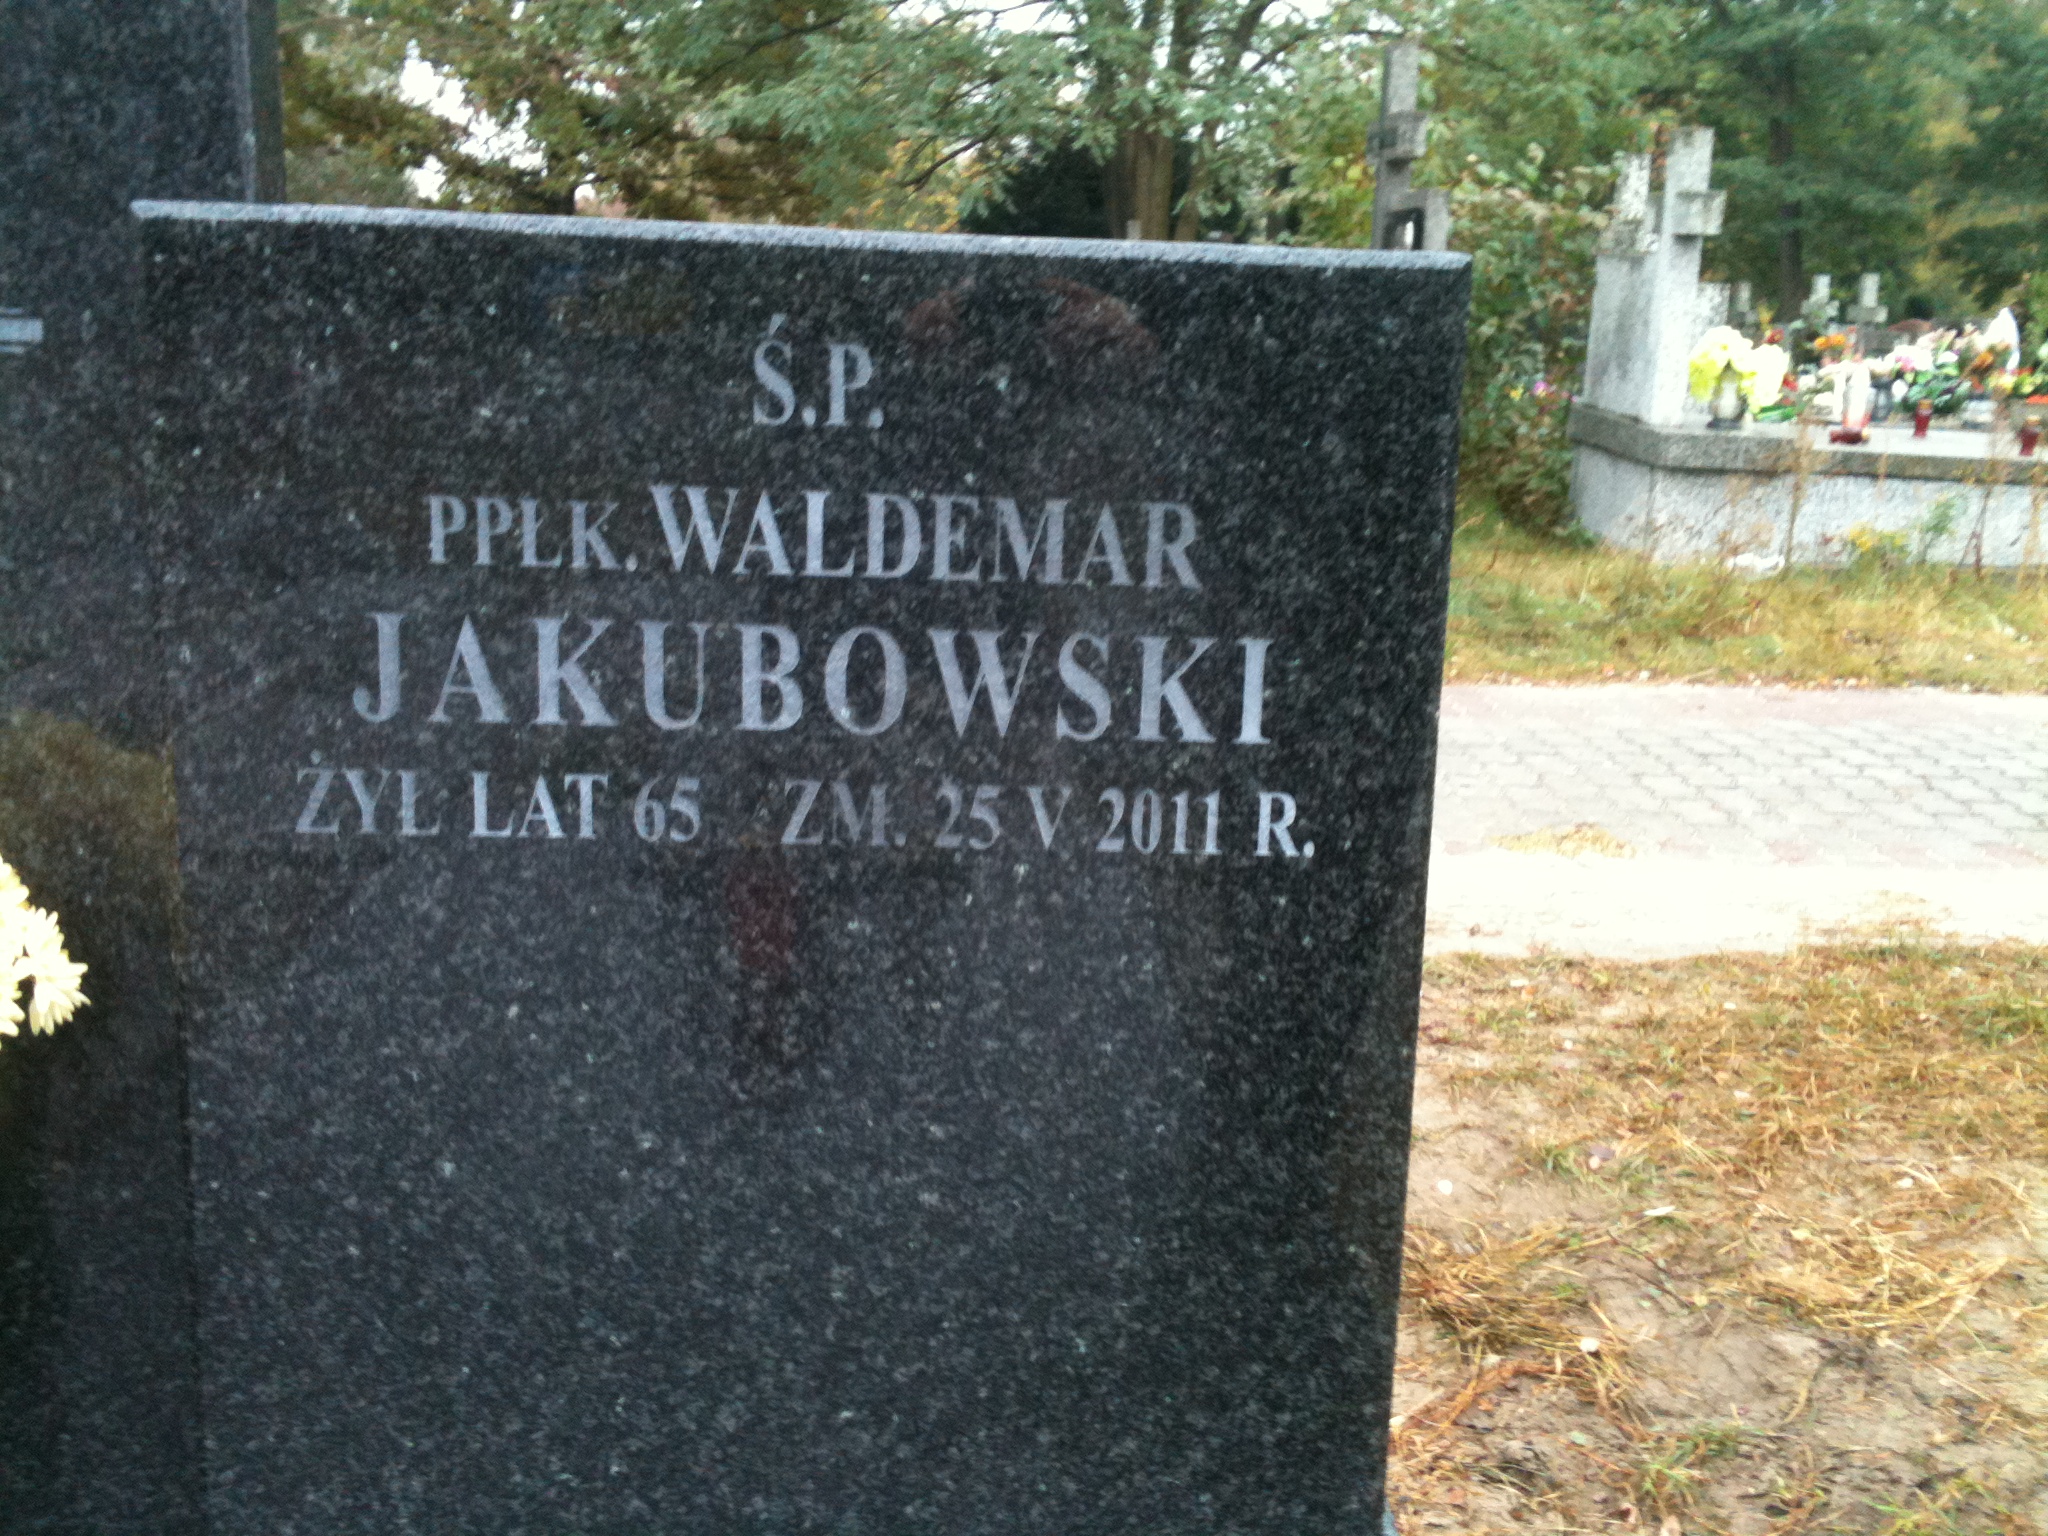 Ś.P.
PPŁK. WALDEMAR
JAKUBOWSKI
ŻYŁ LAT 65 ZM. 25 V 2011 R.